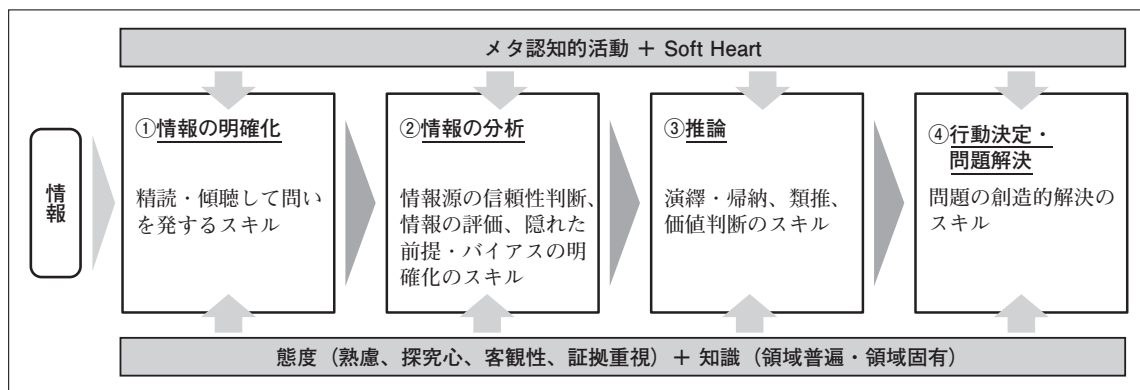 メタ認知的活動 + Soft Heart
情報
①情報の明確化
精読・傾聴して問い
を発するスキル
②情報の分析
情報源の信頼性判断、
情報の評価、隠れた
前提・バイアスの明
確化のスキル
③推論
演繹・帰納、類推、
価値判断のスキル
④行動決定・
問題解決
問題の創造的解決の
スキル
態度（熟慮、探究心、客観性、証拠重視）+ 知識（領域普遍・領域固有）